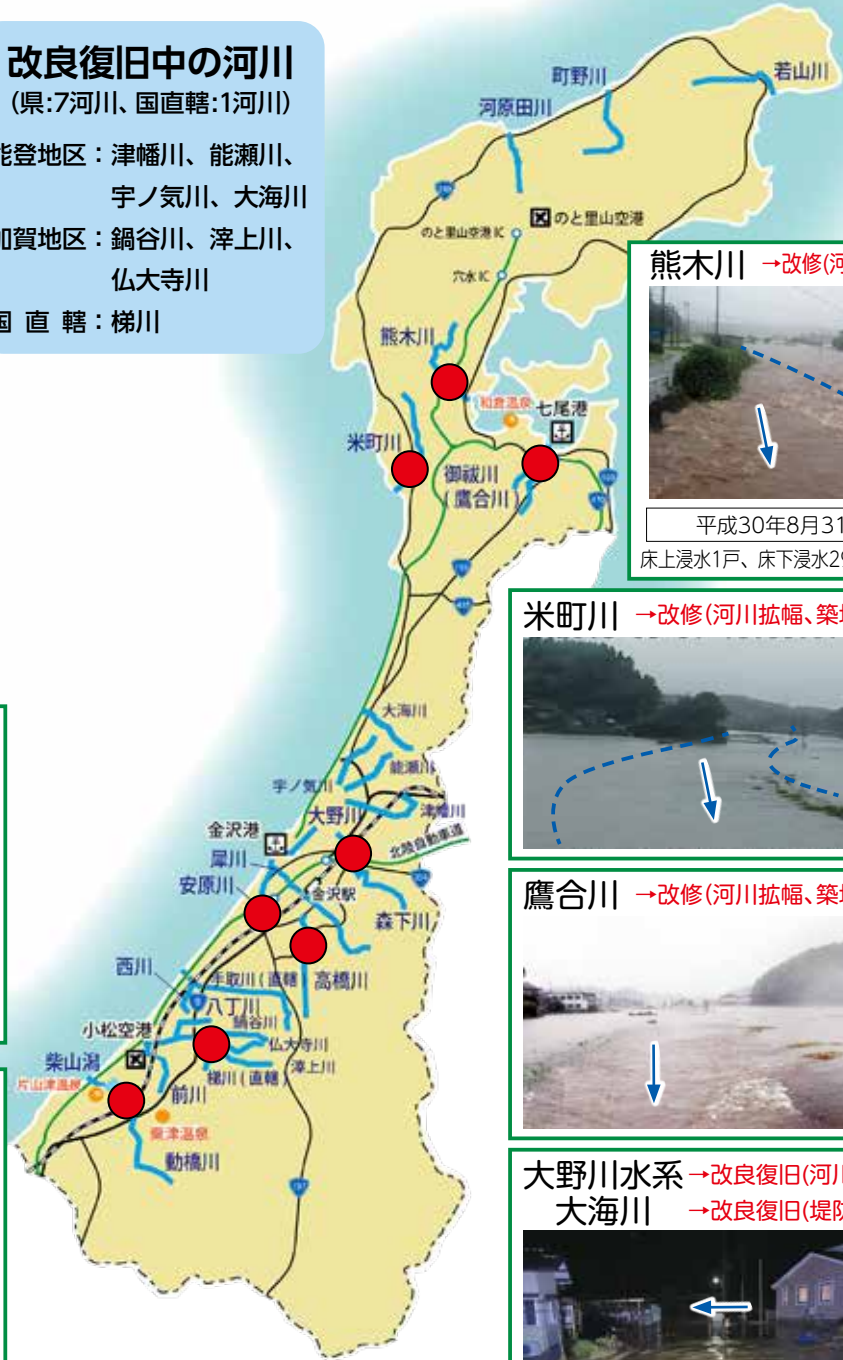 改良復旧中の河川
(県:7河川、国直轄:1河川)
能登地区：津幡川、能瀬川、
宇ノ気川、大海川
加賀地区：鍋谷川、滓上川、
仏大寺川
国 直 轄：梯川
町野川
若山川
河原田川
のと里山空港
のと里山空港 IC
穴水 IC
熊木川
和倉温泉
七尾港
米町川
御祓川
(鷹合川)
大海川
能瀬川
宇ノ気川
大野川
津幡川
金沢港
北陸自動車道
犀川
安原川
金沢駅
森下川
西川
手取川(直轄)
高橋川
八丁川
鍋谷川
小松空港
仏大寺川
柴山潟
滓上川
梯川(直轄)
片山津温泉
前川
粟津温泉
動橋川
熊木川 →改修(河
平成30年8月31
床上浸水1戸、床下浸水29
米町川 →改修(河川拡幅、築堤
鷹合川 →改修(河川拡幅、築堤
大野川水系 →改良復旧(河川
大海川 →改良復旧(堤防